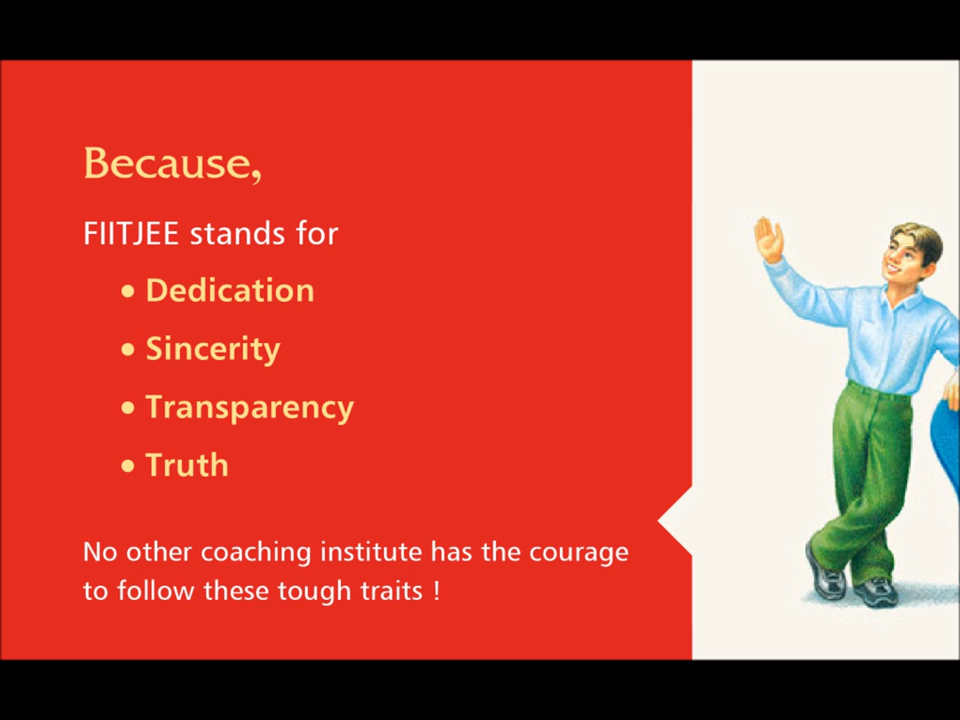 Because,
FIITJEE stands for
• Dedication
• Sincerity
• Transparency
• Truth
No other coaching institute has the courage
to follow these tough traits !